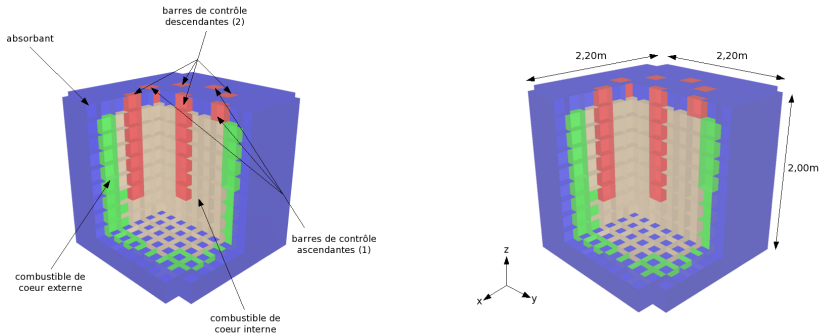 barres de contrôle
descendantes (2)
absorbant
barres de contrôle
ascendantes (1)
combustible de
coeur externe
combustible de
coeur interne
2,20m
2,20m
2,00m
z
x
y